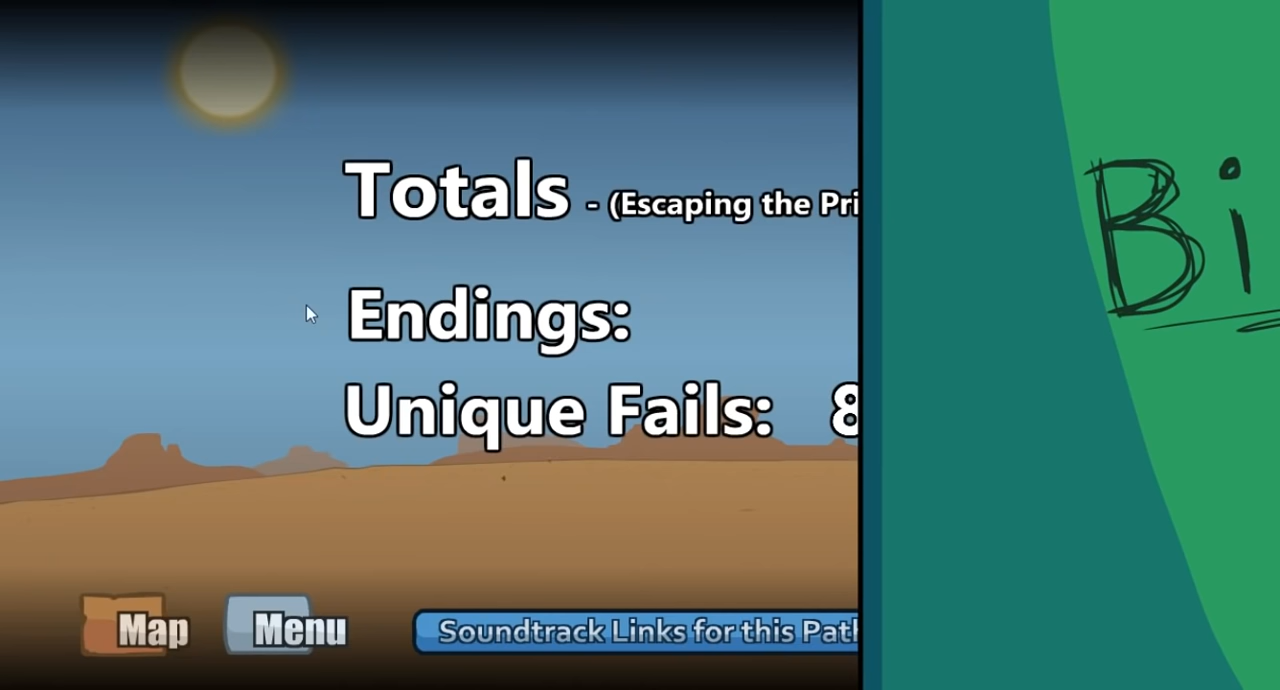 Totals - (Escaping the Pri
Endings:
Unique Fails: 8
Map
Menu
Soundtrack Links for this Path
Bi